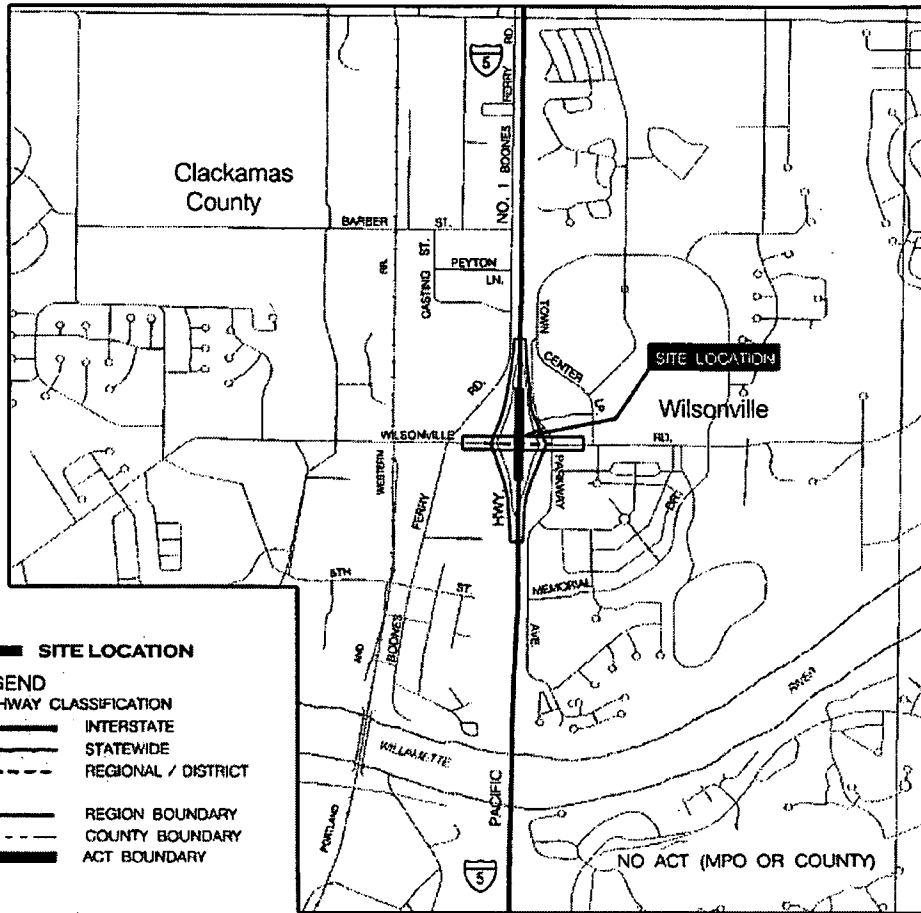 5
NO. 1 BOONES FERRY RD.
Clackamas
County
BARBER ST.
RR.
CASTING ST.
PEYTON
LN.
TOWN
CENTER
LP
SITE LOCATION
Wilsonville
RD.
WILSONVILLE
RD.
WESTERN
HWY.
PARKWAY
DR.
FERRY
5TH
ST.
MEMORIAL
AND
BOONES
AVE.
RIVER
WILLAMETTE
PACIFIC
PORTLAND
5
NO ACT (MPO OR COUNTY)
SITE LOCATION
GEND
HWAY CLASSIFICATION
INTERSTATE
STATEWIDE
REGIONAL / DISTRICT
REGION BOUNDARY
COUNTY BOUNDARY
ACT BOUNDARY